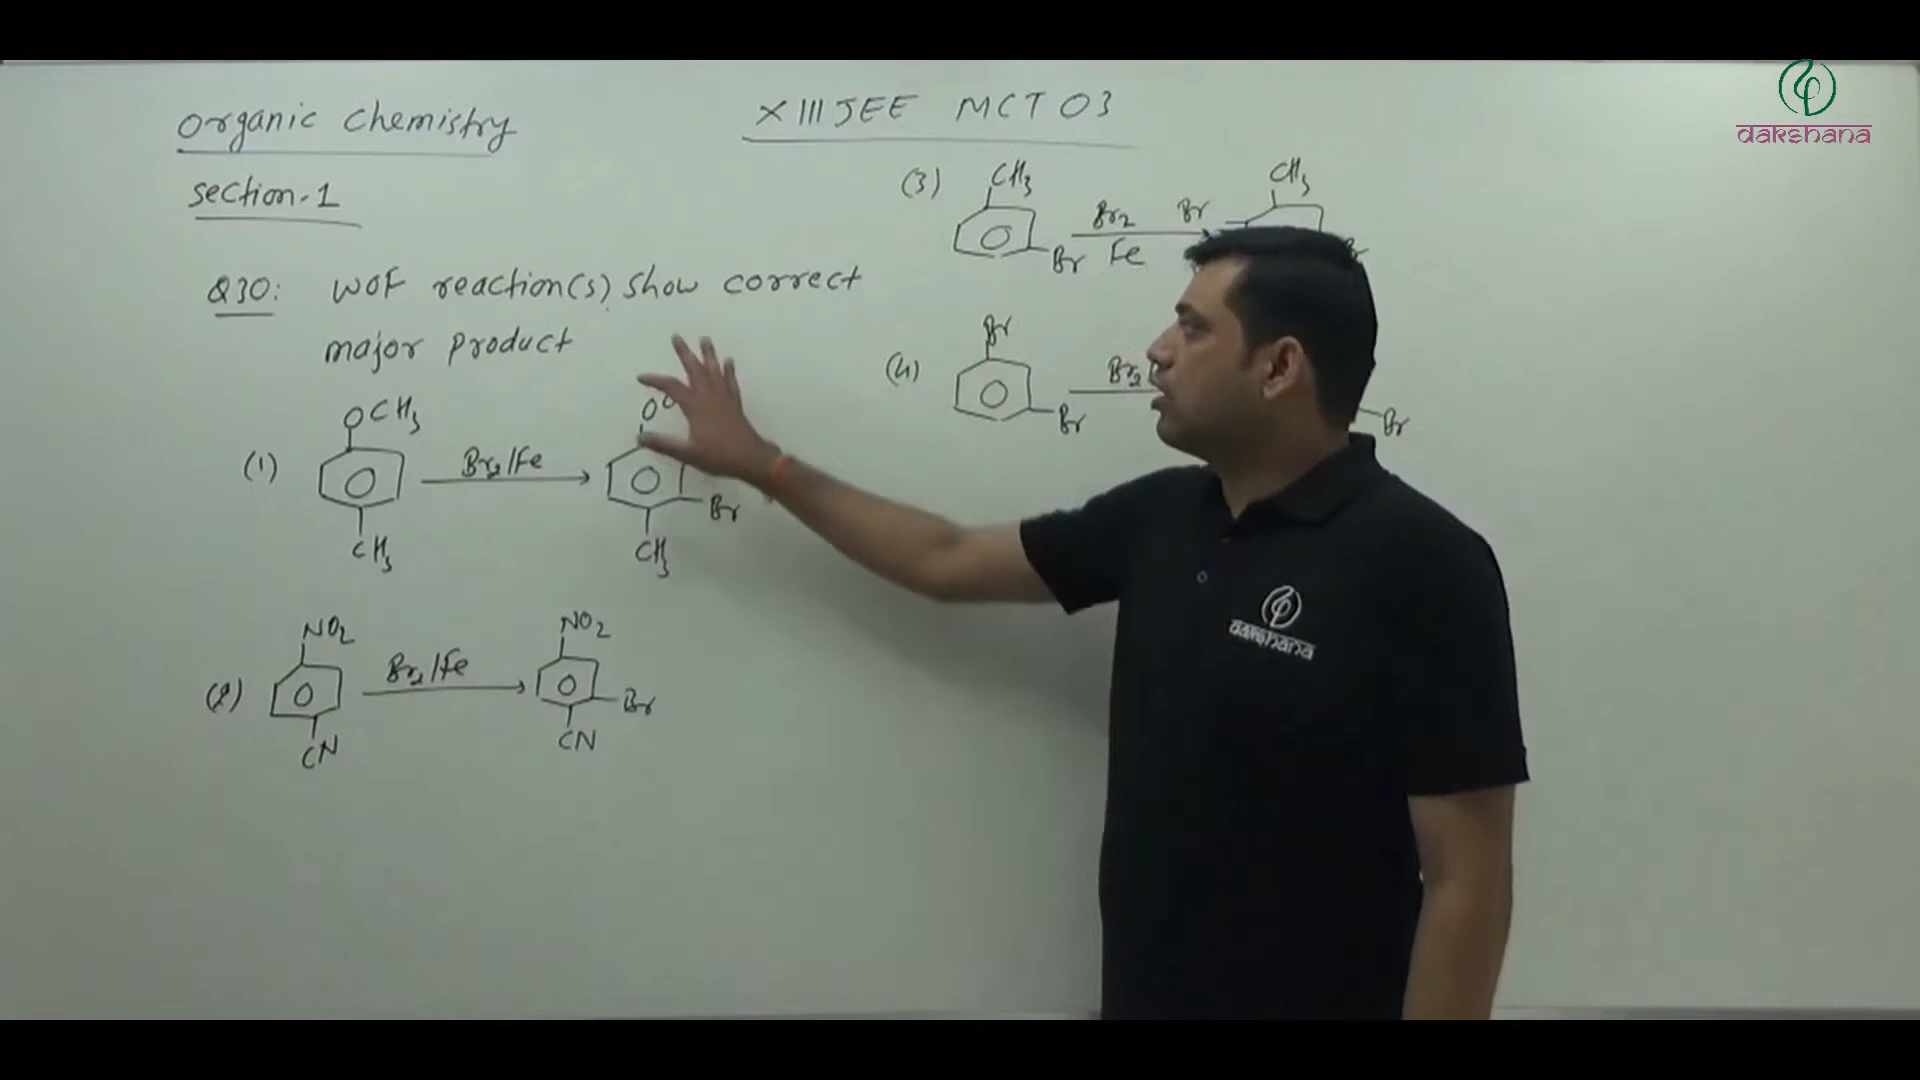 Organic Chemistry
XIII JEE MCT 03
dakshana
Section-1
Q30: WOF reaction(s) show correct
major product
(1)
OCH3
CH3
Br2/Fe
Br
CH3
(2)
NO2
CN
Br2/Fe
NO2
Br
CN
(3)
CH3
Br
Br2
Fe
CH3
Br
(4)
Br
Br
Br2
Br
dakshana